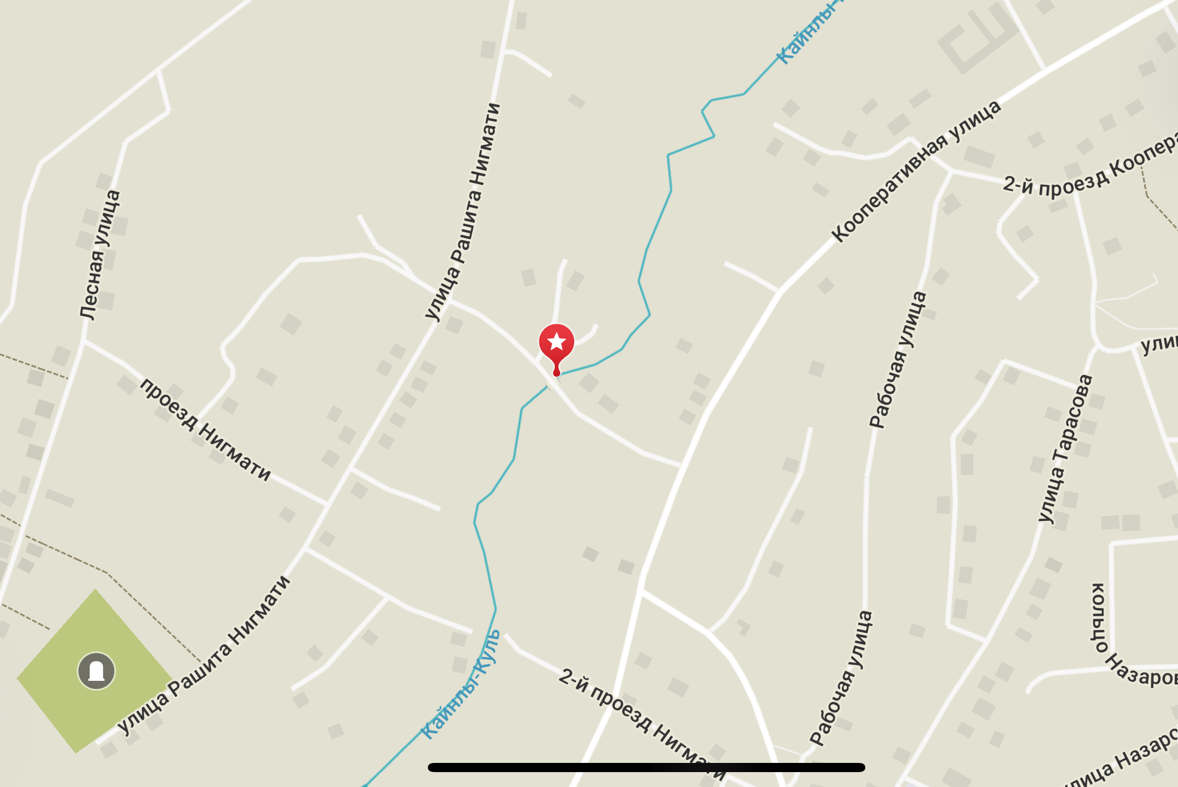 Кайнлы-
Кооперативная улица
2-й проезд Коопера
улица Рашита Нигмати
Лесная улица
Рабочая улица
ули
проезд Нигмати
улица Тарасова
улица Рашита Нигмати
Кайнлы-Куль
2-й проезд Нигмати
Рабочая улица
кольцо Назаров
улица Назаро